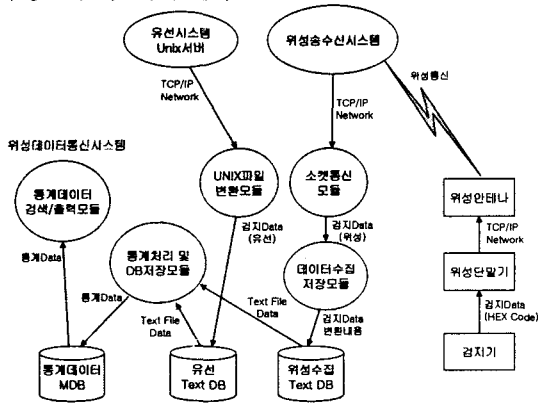 유선시스템
Unix서버
위성송수신시스템
위성통신
TCP/IP
Network
TCP/IP
Network
위성데이터통신시스템
통계데이터
검색/출력모듈
UNIX파일
변환모듈
소켓통신
모듈
위성안테나
TCP/IP
Network
검지Data
(유선)
검지Data
(위성)
통계Data
통계처리 및
DB저장모듈
데이터수집
저장모듈
위성단말기
통계Data
Text File
Data
Text File
Data
검지Data
변환내용
검지Data
(HEX Code)
통계데이터
MDB
유선
Text DB
위성수집
Text DB
검지기